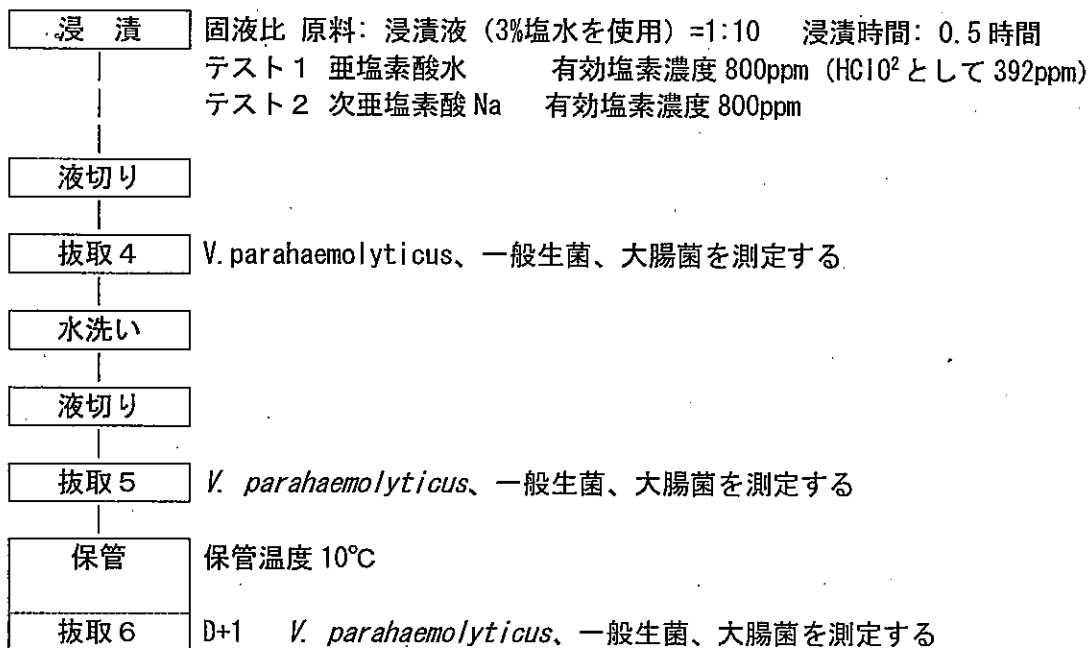 浸 漬 固液比 原料: 浸漬液 (3%塩水を使用) =1:10 浸漬時間: 0.5時間
テスト1 亜塩素酸水 有効塩素濃度 800ppm (HClO²として 392ppm)
テスト2 次亜塩素酸 Na 有効塩素濃度 800ppm
液切り
抜取4 V.parahaemolyticus、一般生菌、大腸菌を測定する
水洗い
液切り
抜取5 V. parahaemolyticus、一般生菌、大腸菌を測定する
保管 保管温度 10℃
抜取6 D+1 V. parahaemolyticus、一般生菌、大腸菌を測定する